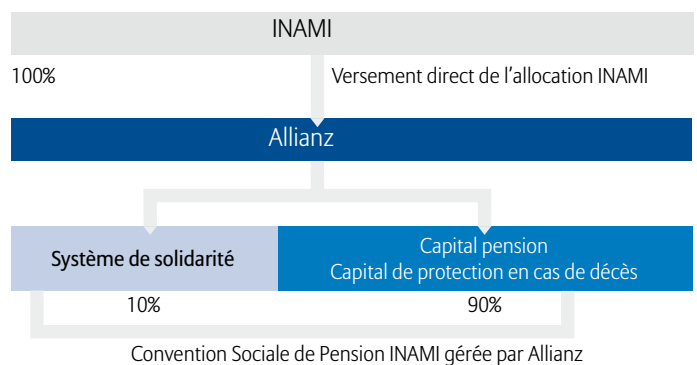 INAMI
100%
Versement direct de l’allocation INAMI
Allianz
Système de solidarité
Capital pension
Capital de protection en cas de décès
10%
90%
Convention Sociale de Pension INAMI gérée par Allianz